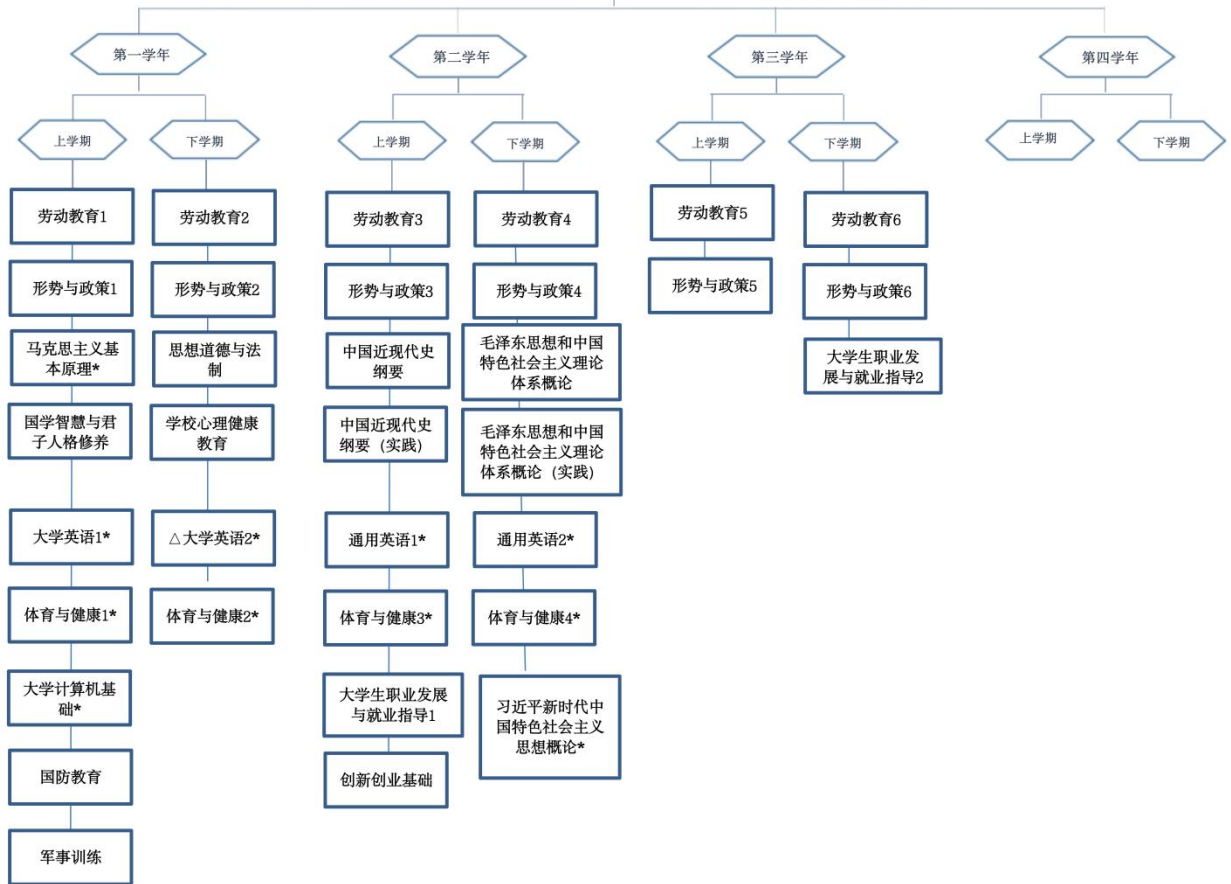 第一学年
第二学年
第三学年
第四学年
上学期
下学期
上学期
下学期
上学期
下学期
上学期
下学期
劳动教育1
形势与政策1
马克思主义基
本原理*
国学智慧与君
子人格修养
大学英语1*
体育与健康1*
大学计算机基
础*
国防教育
军事训练
劳动教育2
形势与政策2
思想道德与法
制
学校心理健康
教育
△大学英语2*
体育与健康2*
劳动教育3
形势与政策3
中国近现代史
纲要
中国近现代史
纲要（实践）
通用英语1*
体育与健康3*
大学生职业发展
与就业指导1
创新创业基础
劳动教育4
形势与政策4
毛泽东思想和中国
特色社会主义理论
体系概论
毛泽东思想和中国
特色社会主义理论
体系概论（实践）
通用英语2*
体育与健康4*
习近平新时代中
国特色社会主义
思想概论*
劳动教育5
形势与政策5
劳动教育6
形势与政策6
大学生职业发
展与就业指导2